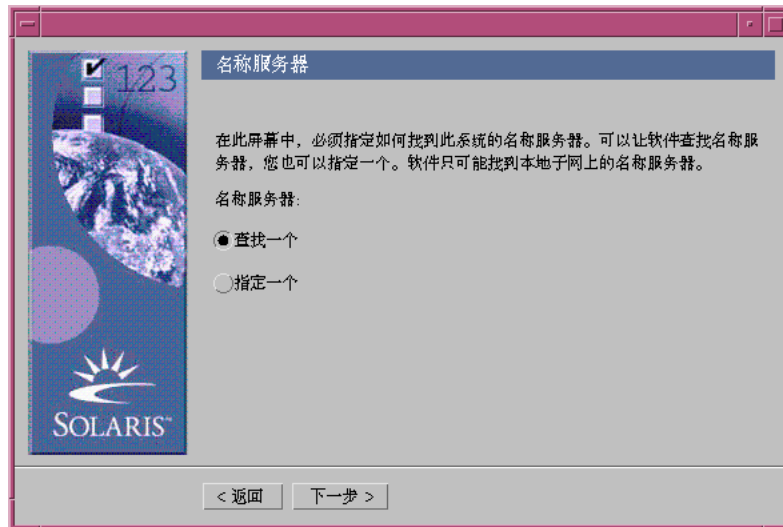 123
名称服务器
在此屏幕中，必须指定如何找到此系统的名称服务器。可以让软件查找名称服
务器，您也可以指定一个。软件只可能找到本地子网上的名称服务器。
名称服务器:
查找一个
指定一个
SOLARIS™
< 返回
下一步 >